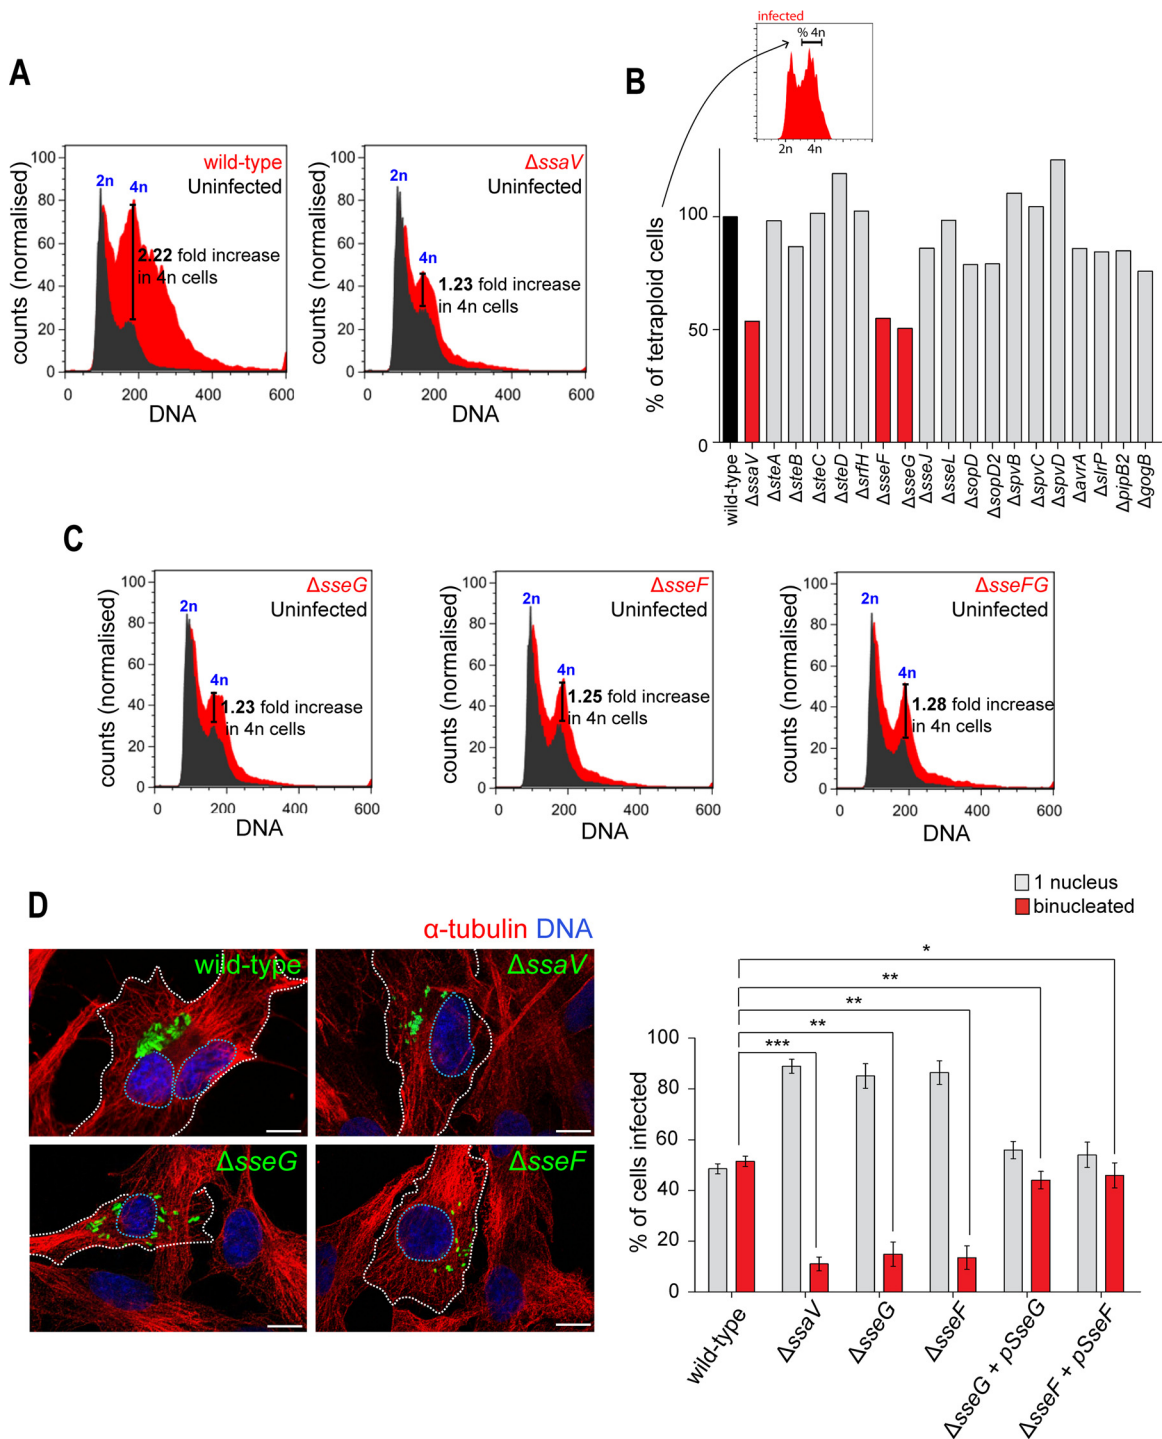 A
counts (normalised)
100
80
60
40
20
0
wild-type
Uninfected
2n
4n
2.22 fold increase
in 4n cells
0
200
400
600
DNA
counts (normalised)
100
80
60
40
20
0
ΔssaV
Uninfected
2n
4n
1.23 fold increase
in 4n cells
0
200
400
600
DNA
B
infected
% 4n
2n
4n
% of tetraploid cells
100
50
0
wild-type
ΔssaV
ΔsteA
ΔsteB
ΔsteC
ΔsteD
ΔsrfH
ΔsseF
ΔsseG
ΔsseJ
ΔsseL
ΔsopD
ΔsopD2
ΔspvB
ΔspvC
ΔspvD
ΔavrA
ΔslrP
ΔpipB2
ΔgogB
C
counts (normalised)
100
80
60
40
20
0
ΔsseG
Uninfected
2n
4n
1.23 fold increase
in 4n cells
0
200
400
600
DNA
counts (normalised)
100
80
60
40
20
0
ΔsseF
Uninfected
2n
4n
1.25 fold increase
in 4n cells
0
200
400
600
DNA
counts (normalised)
100
80
60
40
20
0
ΔsseFG
Uninfected
2n
4n
1.28 fold increase
in 4n cells
0
200
400
600
DNA
D
α-tubulin DNA
wild-type
ΔssaV
ΔsseG
ΔsseF
1 nucleus
binucleated
*
**
**
**
***
% of cells infected
100
80
60
40
20
0
wild-type
ΔssaV
ΔsseG
ΔsseF
ΔsseG + pSseG
ΔsseF + pSseF